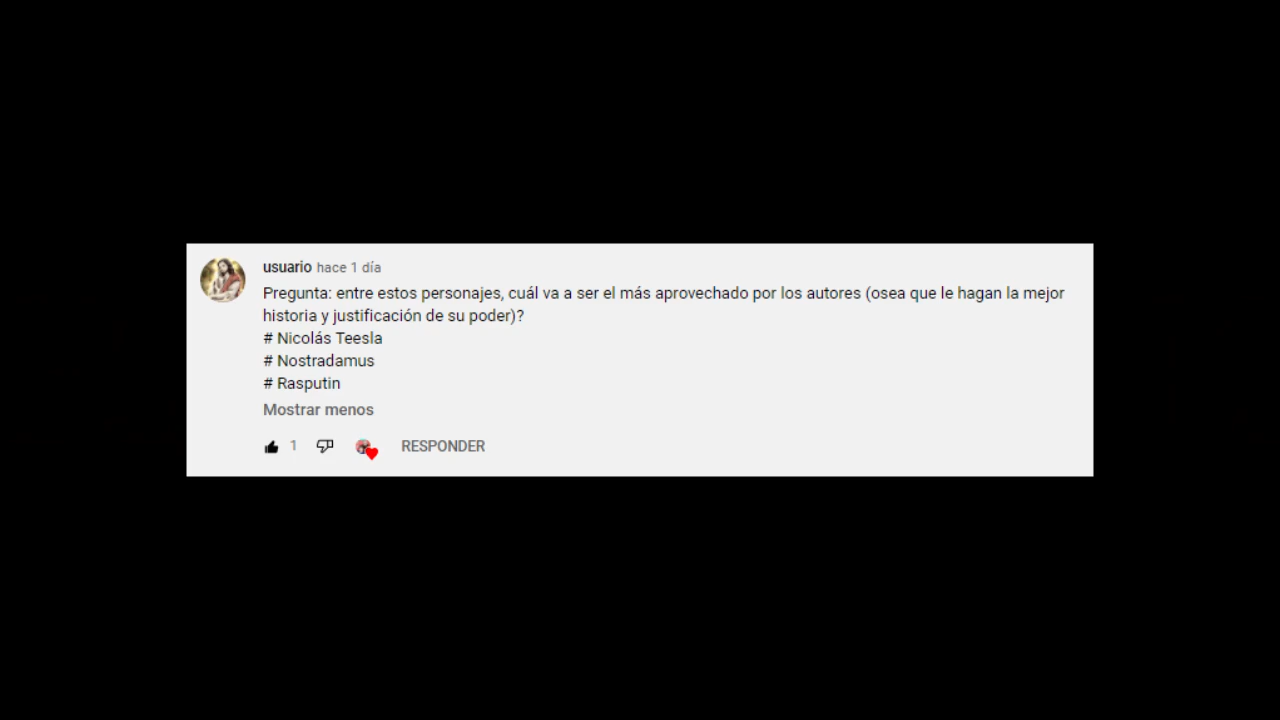 usuario hace 1 día
Pregunta: entre estos personajes, cuál va a ser el más aprovechado por los autores (osea que le hagan la mejor
historia y justificación de su poder)?
# Nicolás Teesla
# Nostradamus
# Rasputin
Mostrar menos
1 RESPONDER